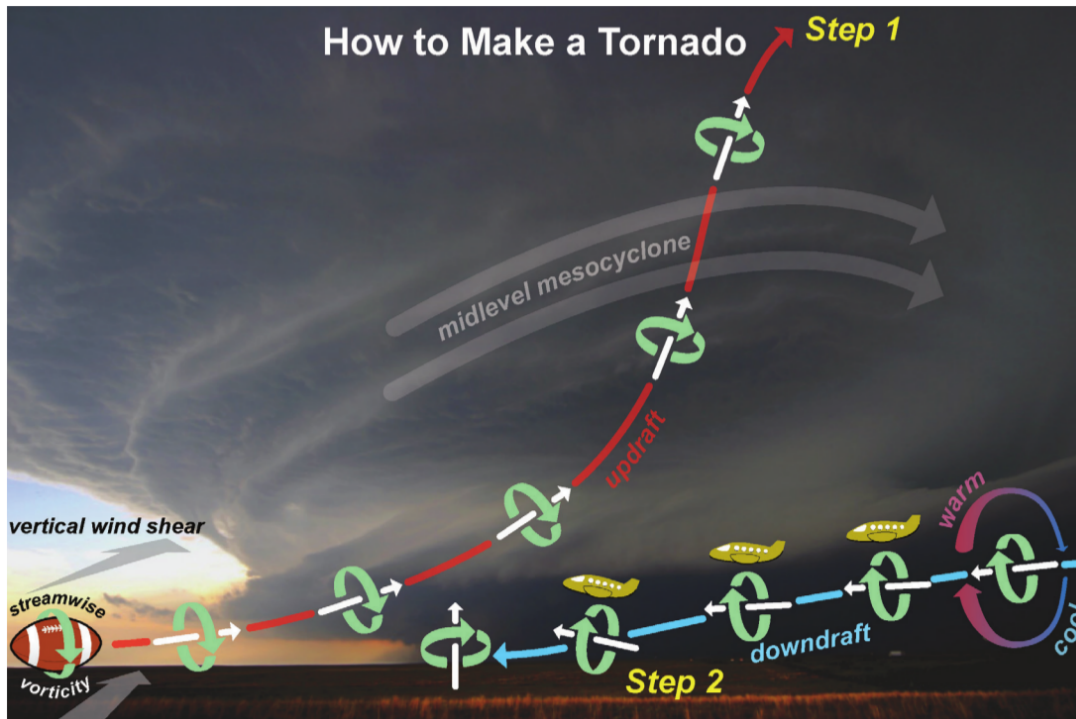 How to Make a Tornado
Step 1
midlevel mesocyclone
updraft
vertical wind shear
streamwise
vorticity
warm
cool
downdraft
Step 2